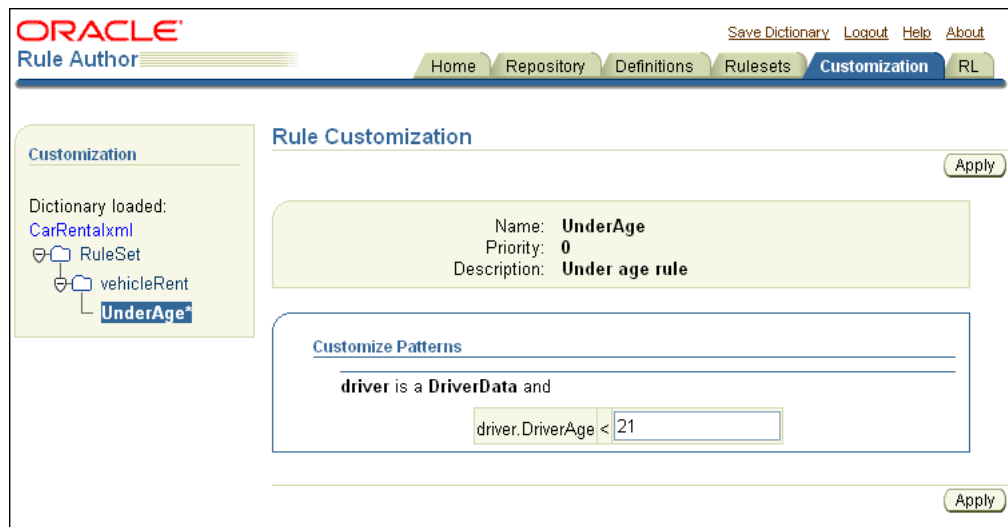 ORACLE
Rule Author
Save Dictionary Logout Help About
Home Repository Definitions Rulesets Customization RL
Customization
Dictionary loaded:
CarRentalxml
RuleSet
vehicleRent
UnderAge*
Rule Customization
Apply
Name: UnderAge
Priority: 0
Description: Under age rule
Customize Patterns
driver is a DriverData and
driver.DriverAge < 21
Apply